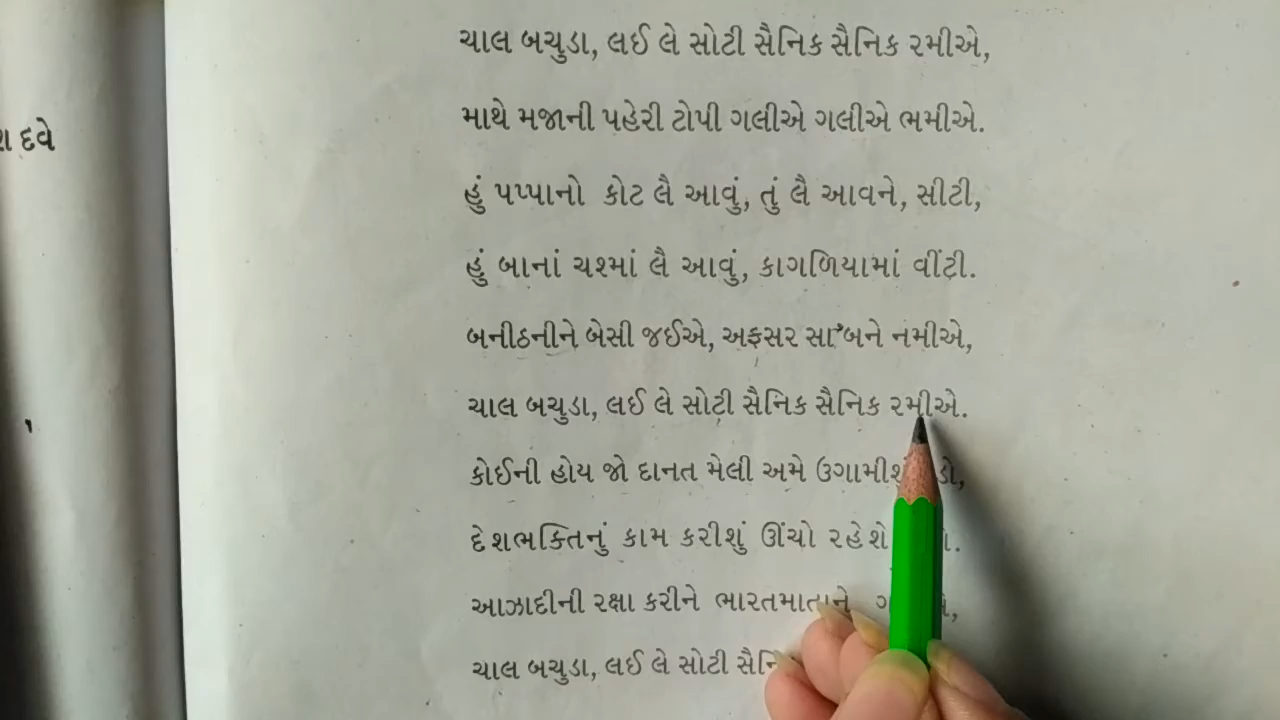 ચાલ બચુડા, લઈ લે સોટી સૈનિક સૈનિક રમીએ,
માથે મજાની પહેરી ટોપી ગલીએ ગલીએ ભમીએ.
દવે
હું પપ્પાનો કોટ લૈ આવું, તું લૈ આવને, સીટી,
હું બાનાં ચશ્માં લૈ આવું, કાગળિયામાં વીંટી.
બનીઠનીને બેસી જઈએ, અફસર સા'બને નમીએ,
ચાલ બચુડા, લઈ લે સોટી સૈનિક સૈનિક રમીએ.
કોઈની હોય જો દાનત મેલી અમે ઉગામીશું
દેશભક્તિનું કામ કરીશું ઊંચો રહેશે
આઝાદીની રક્ષા કરીને ભારતમાતાને
ચાલ બચુડા, લઈ લે સોટી